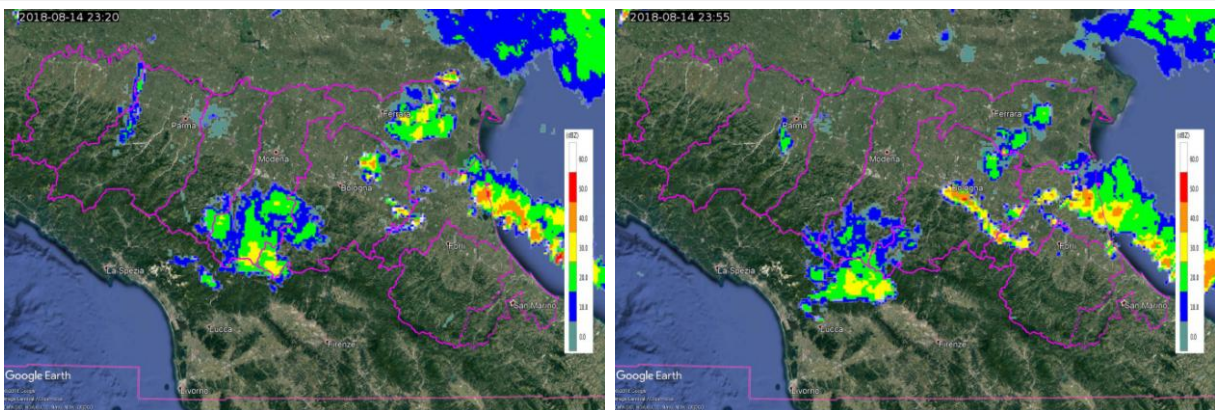 2018-08-14 23:20
Parma
Ferrara
Modena
Bologna
Forlì
La Spezia
San Marino
Lucca
Firenze
Livorno
Google Earth
(dBZ)
60.0
50.0
40.0
30.0
20.0
10.0
0.0
2018-08-14 23:55
Parma
Ferrara
Modena
Bologna
La Spezia
San Marino
Lucca
Firenze
Livorno
Google Earth
(dBZ)
60.0
50.0
40.0
30.0
20.0
10.0
0.0